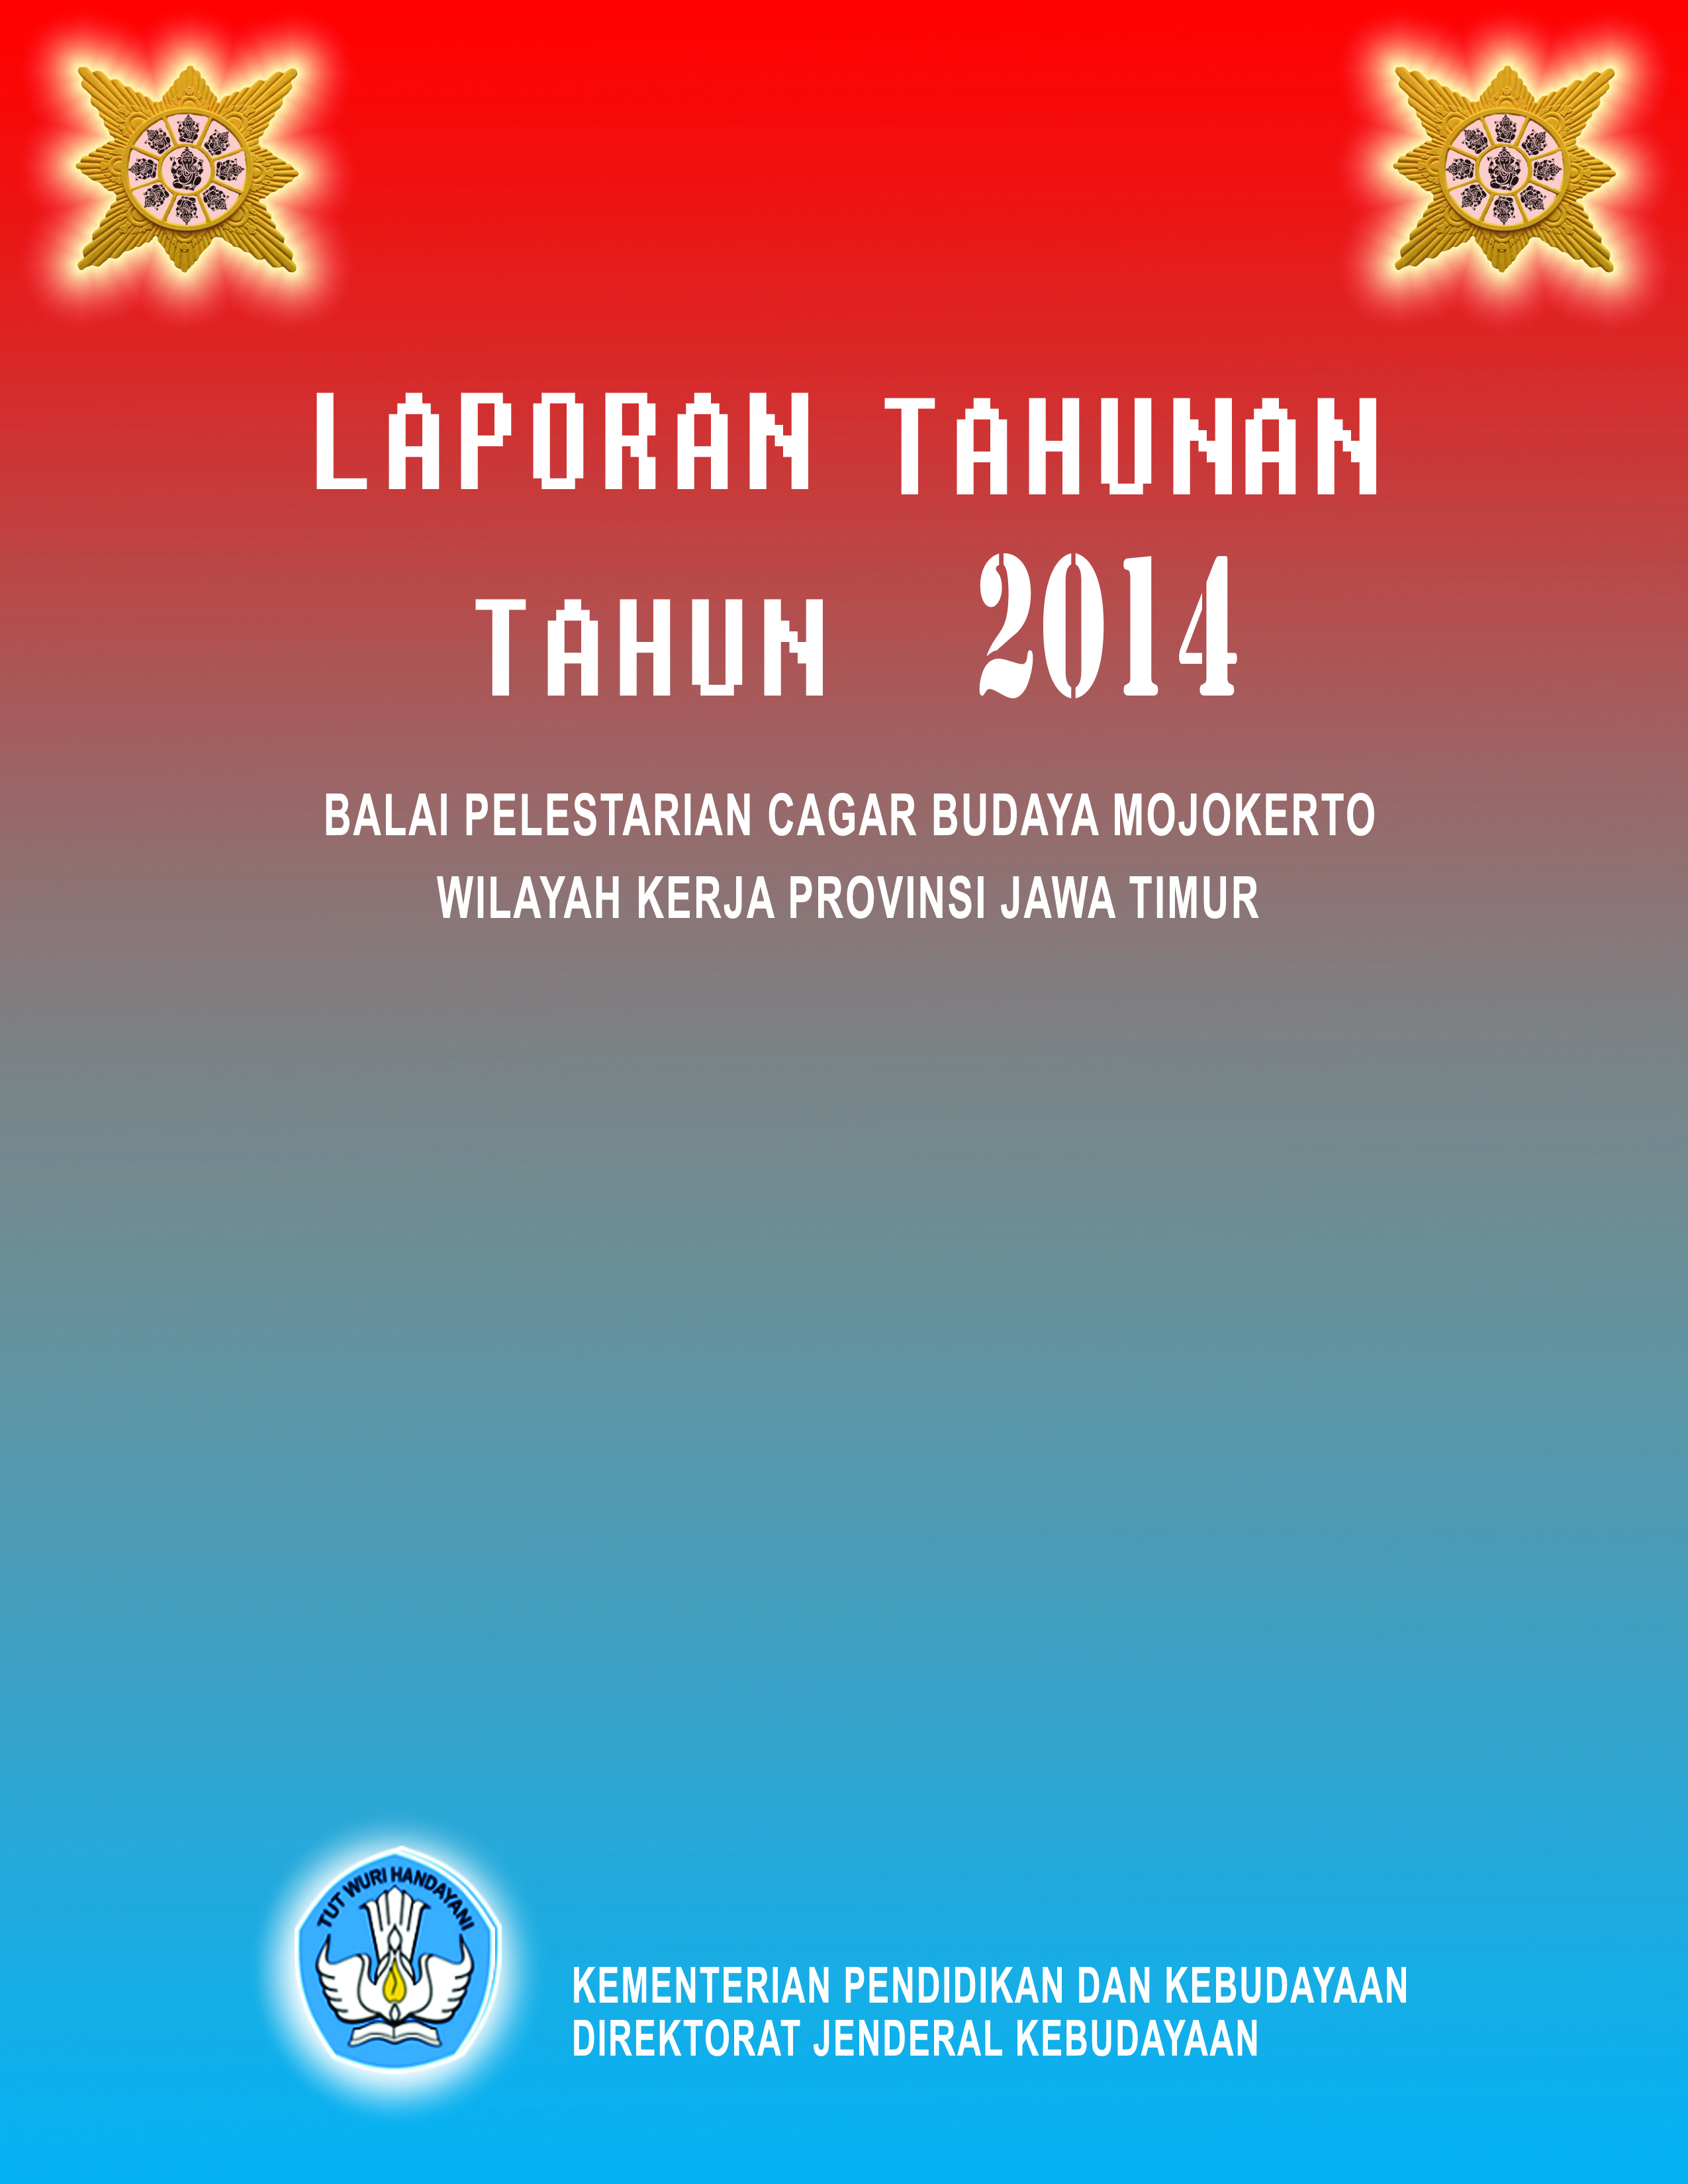 LAPORAN TAHUNAN
TAHUN 2014
BALAI PELESTARIAN CAGAR BUDAYA MOJOKERTO
WILAYAH KERJA PROVINSI JAWA TIMUR
TUT WURI HANDAYANI
KEMENTERIAN PENDIDIKAN DAN KEBUDAYAAN
DIREKTORAT JENDERAL KEBUDAYAAN